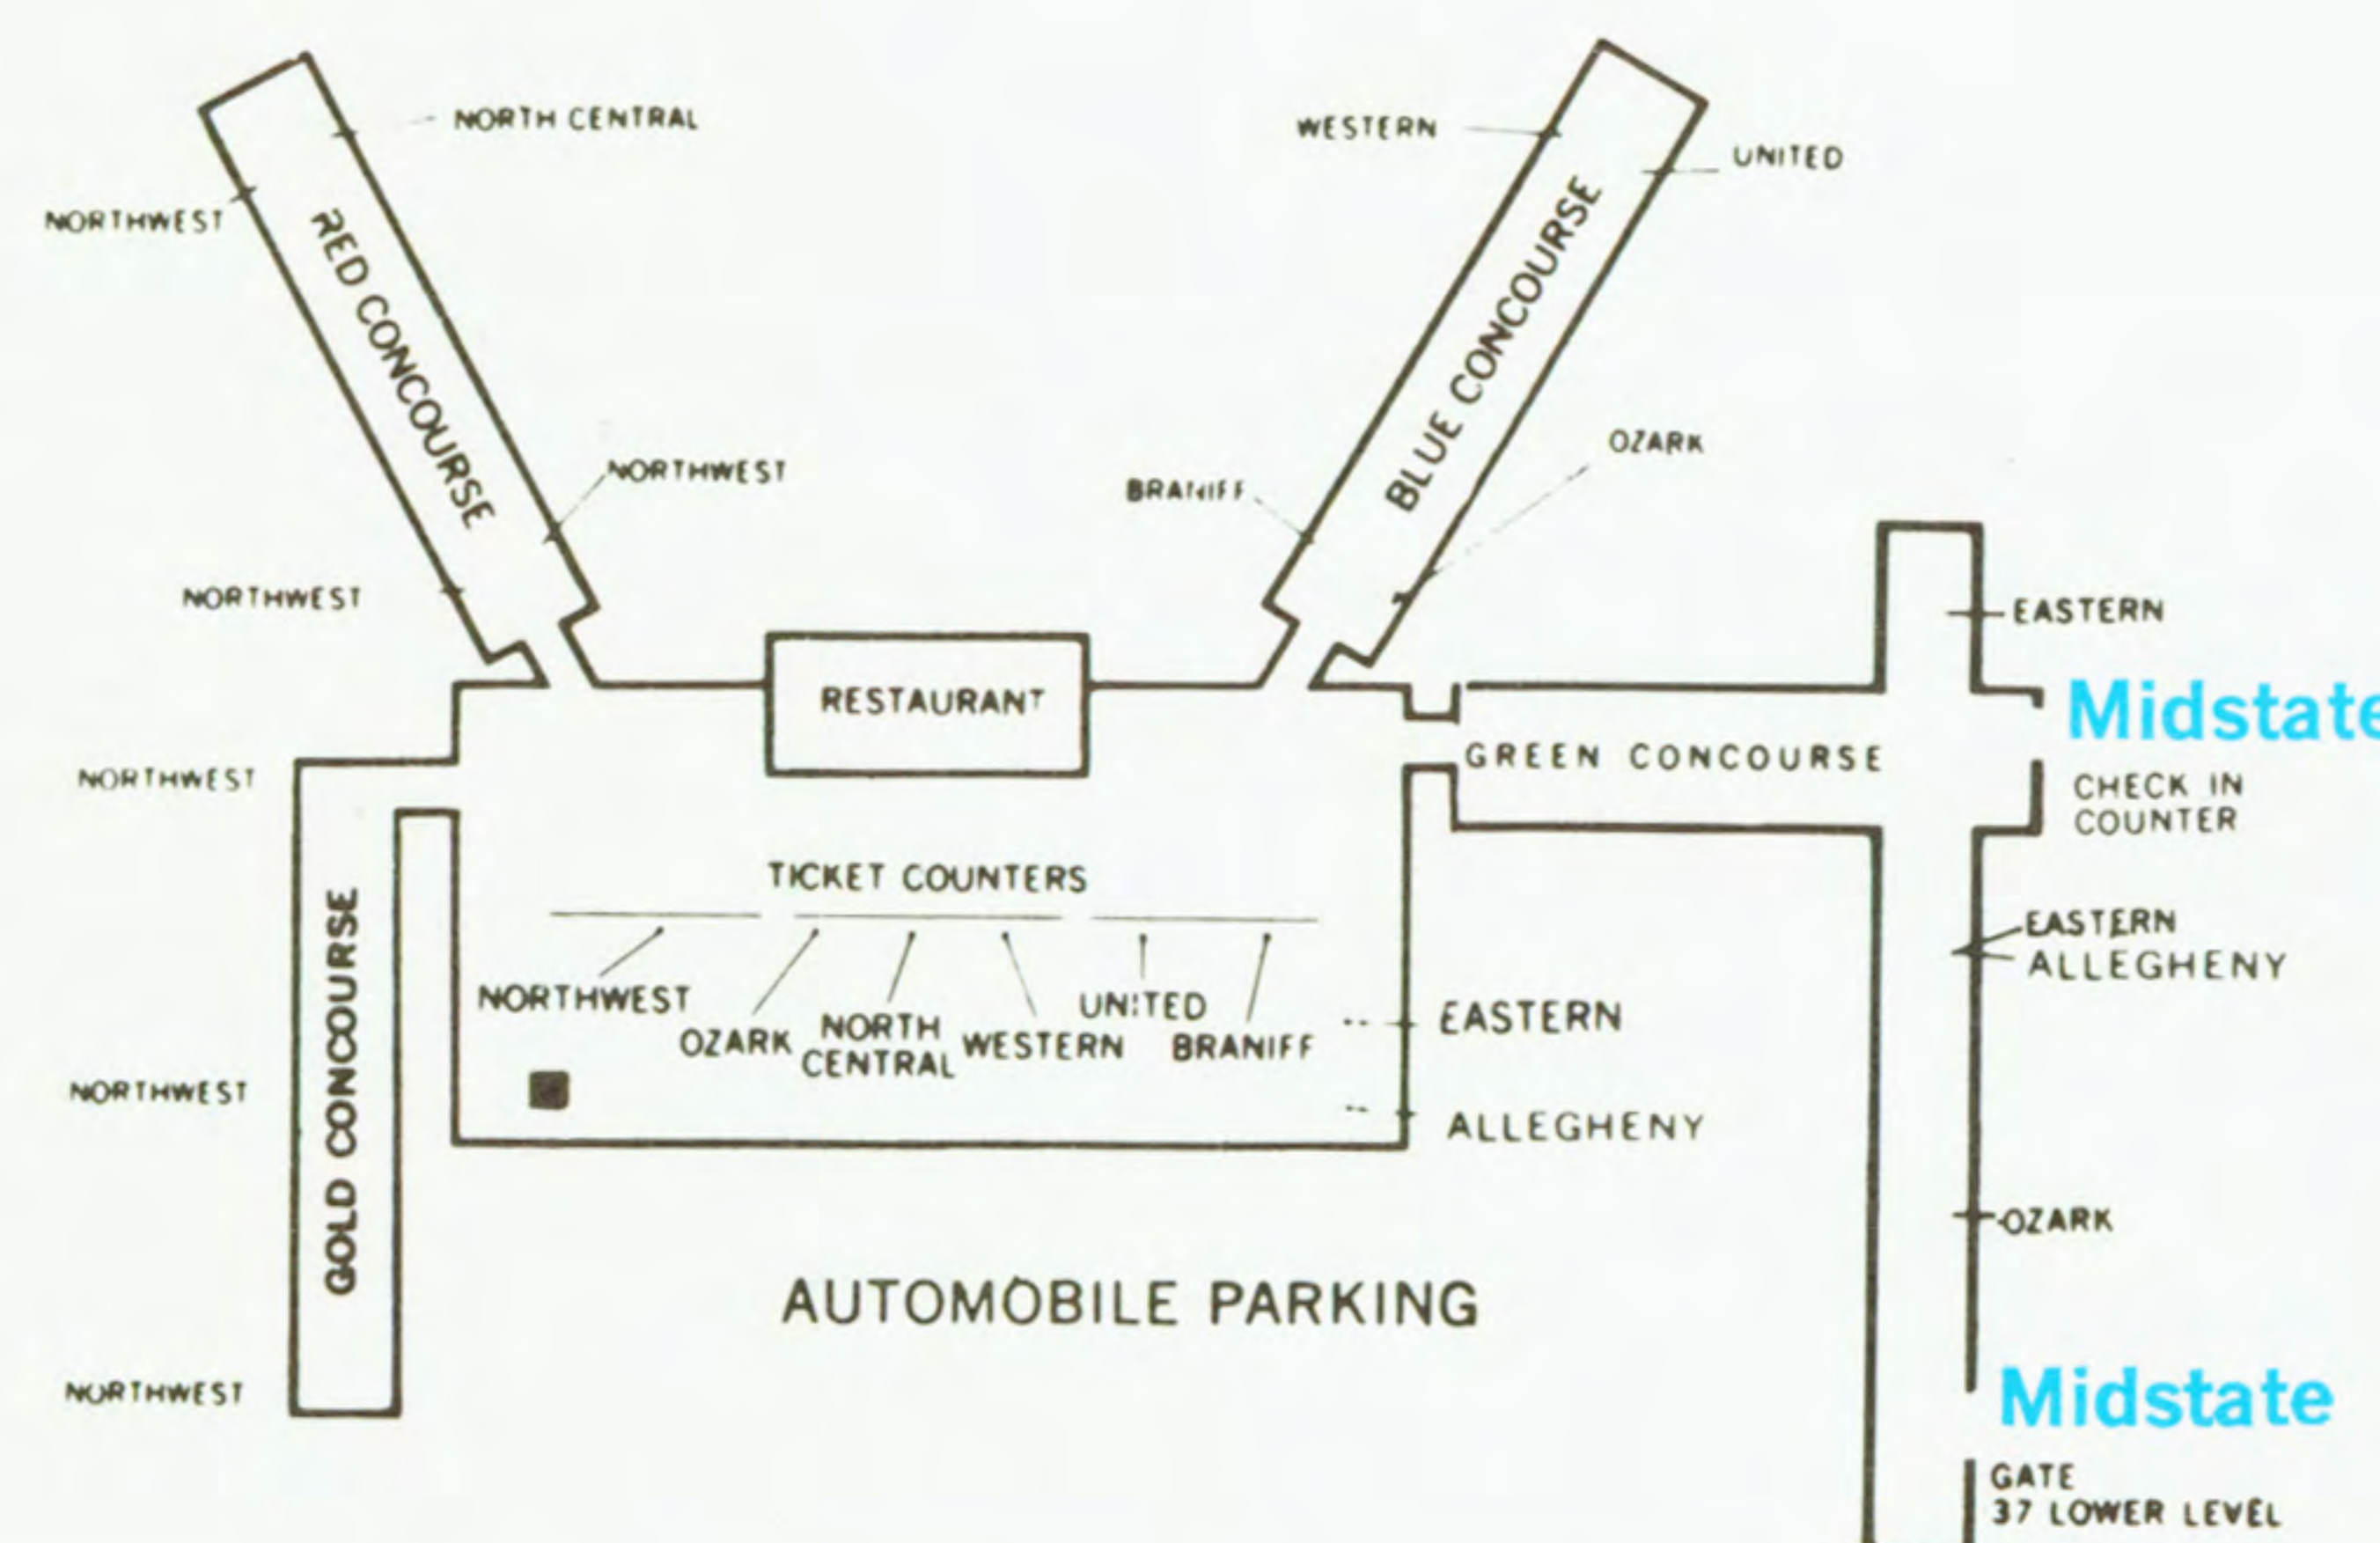 NORTH CENTRAL
WESTERN
UNITED
NORTHWEST
RED CONCOURSE
BLUE CONCOURSE
OZARK
NORTHWEST
BRANIFF
NORTHWEST
EASTERN
RESTAURANT
Midstate
GREEN CONCOURSE
NORTHWEST
CHECK IN
COUNTER
TICKET COUNTERS
EASTERN
ALLEGHENY
GOLD CONCOURSE
NORTHWEST
OZARK
NORTH
CENTRAL
WESTERN
UNITED
BRANIFF
EASTERN
ALLEGHENY
NORTHWEST
OZARK
AUTOMOBILE PARKING
NORTHWEST
Midstate
GATE
37 LOWER LEVEL